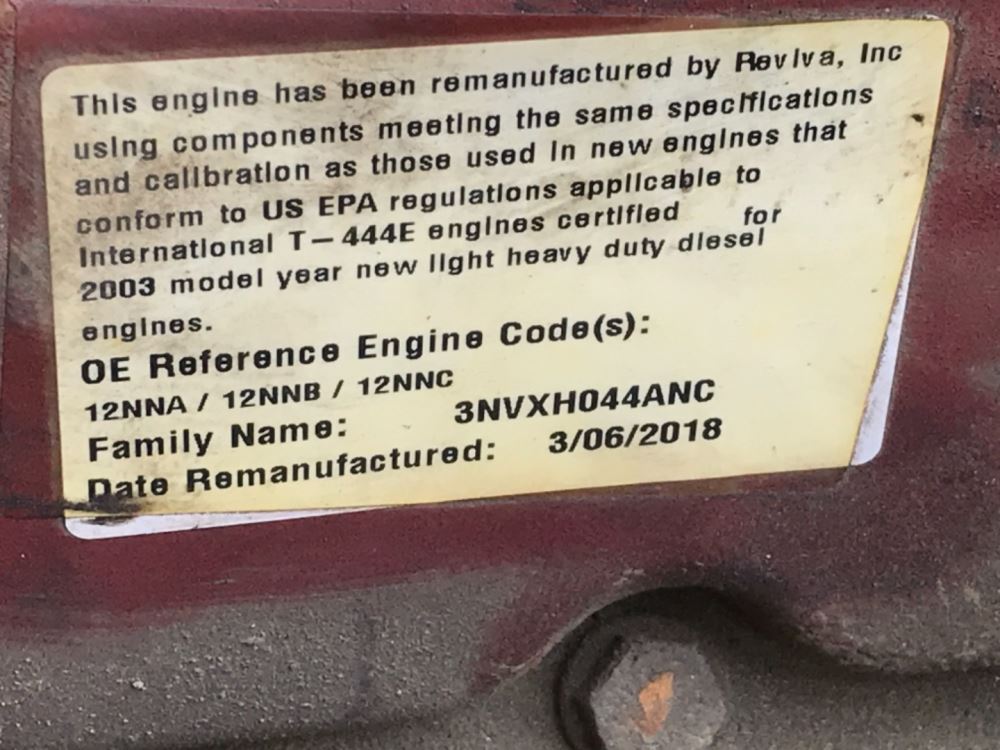 This engine has been remanufactured by Reviva, Inc
using components meeting the same specifications
and calibration as those used in new engines that
conform to US EPA regulations applicable to
International T-444E engines certified for
2003 model year new light heavy duty diesel
engines.
OE Reference Engine Code(s):
12NNA / 12NNB / 12NNC
Family Name: 3NVXH044ANC
Date Remanufactured: 3/06/2018